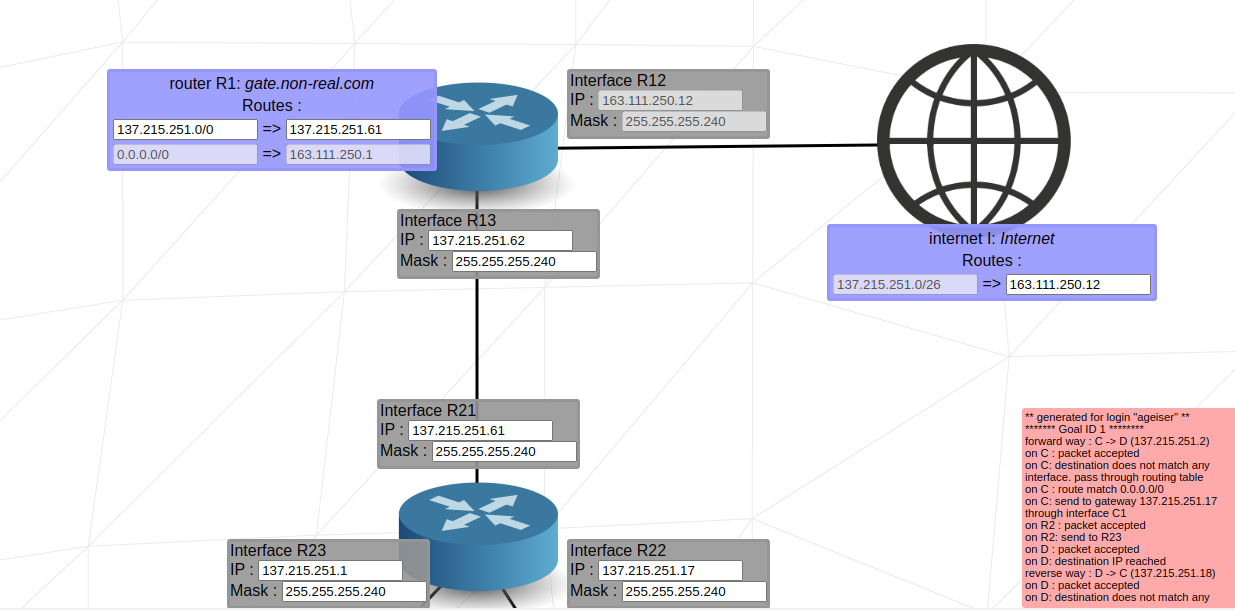 router R1: gate.non-real.com
Routes :
137.215.251.0/0 => 137.215.251.61
0.0.0.0/0 => 163.111.250.1
Interface R12
IP : 163.111.250.12
Mask : 255.255.255.240
Interface R13
IP : 137.215.251.62
Mask : 255.255.255.240
internet I: Internet
Routes :
137.215.251.0/26 => 163.111.250.12
Interface R21
IP : 137.215.251.61
Mask : 255.255.255.240
Interface R23
IP : 137.215.251.1
Mask : 255.255.255.240
Interface R22
IP : 137.215.251.17
Mask : 255.255.255.240
** generated for login "ageiser" **
******* Goal ID 1 ********
forward way : C -> D (137.215.251.2)
on C : packet accepted
on C: destination does not match any
interface. pass through routing table
on C : route match 0.0.0.0/0
on C: send to gateway 137.215.251.17
through interface C1
on R2 : packet accepted
on R2: send to R23
on D : packet accepted
on D: destination IP reached
reverse way : D -> C (137.215.251.18)
on D : packet accepted
on D: destination does not match any